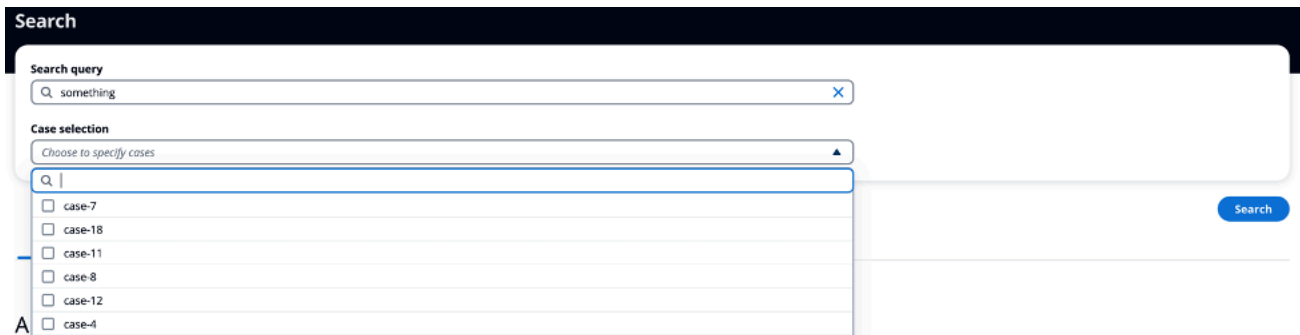 Search
Search query
something
Case selection
Choose to specify cases
case-7
Search
case-18
case-11
case-8
case-12
case-4
A